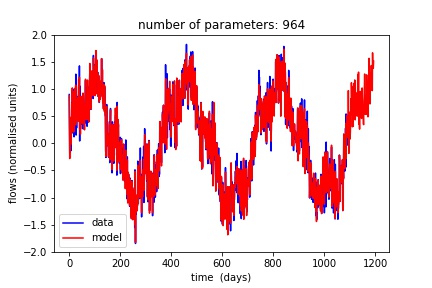 number of parameters: 964
flows (normalised units)
2.0
1.5
1.0
0.5
0.0
−0.5
−1.0
−1.5
−2.0
data
model
0 200 400 600 800 1000 1200
time (days)